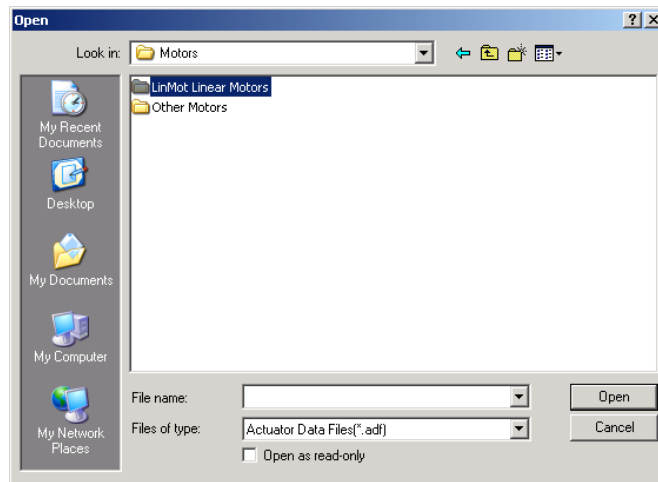 Open
Look in:
Motors
LinMot Linear Motors
Other Motors
My Recent
Documents
Desktop
My Documents
My Computer
My Network
Places
File name:
Open
Files of type:
Actuator Data Files(*.adf)
Cancel
Open as read-only